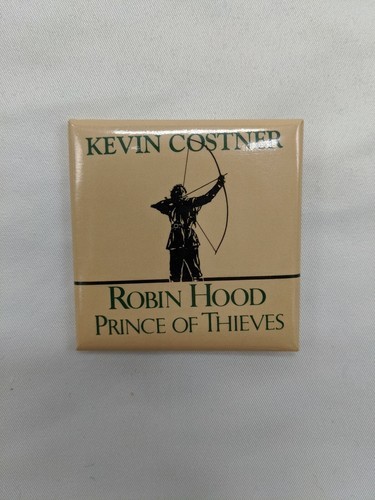 KEVIN COSTNER
ROBIN HOOD
PRINCE OF THIEVES